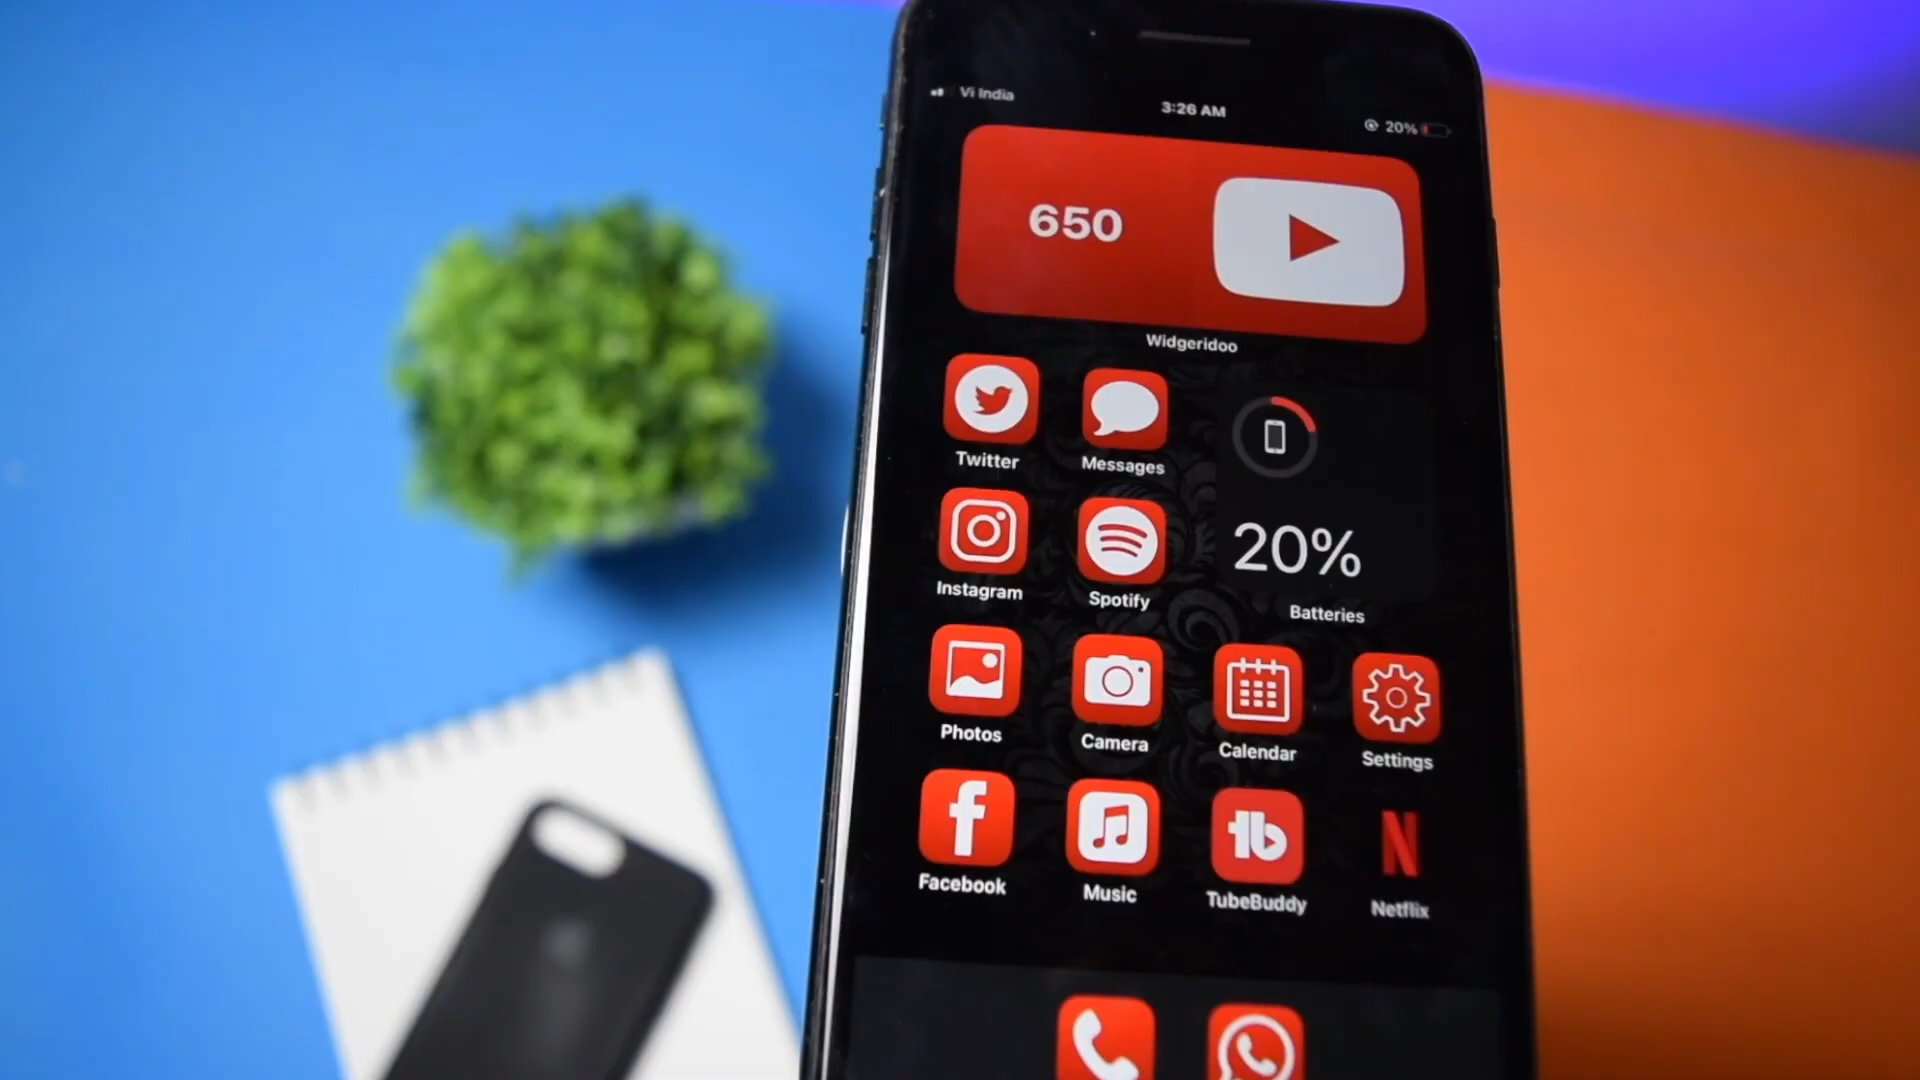 Vi India
3:26 AM
20%
650
Widgeridoo
Twitter
Messages
Instagram
Spotify
20%
Batteries
Photos
Camera
Calendar
Settings
Facebook
Music
TubeBuddy
Netflix